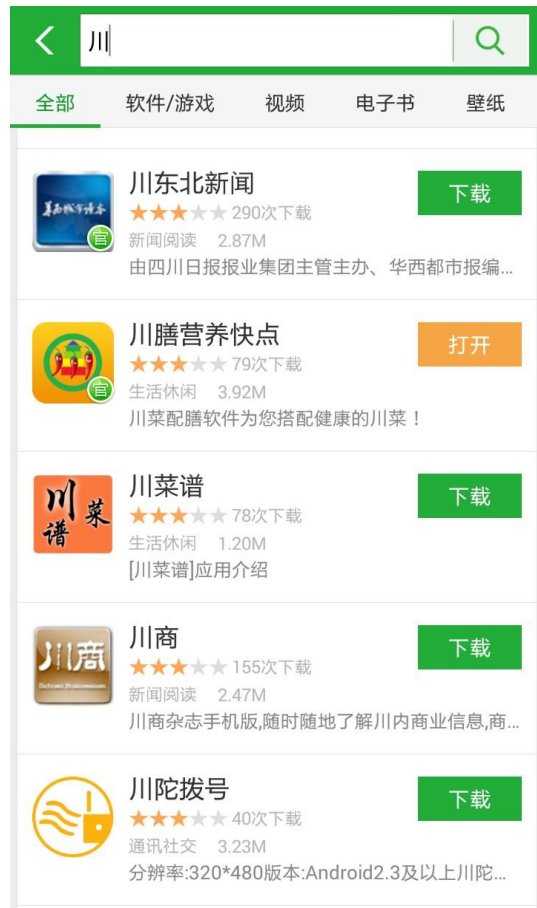 川
全部 软件/游戏 视频 电子书 壁纸
川东北新闻
290次下载
下载
官
新闻阅读 2.87M
由四川日报报业集团主管主办、华西都市报编...
川膳营养快点
79次下载
打开
官
生活休闲 3.92M
川菜配膳软件为您搭配健康的川菜！
川菜谱
川菜
谱
78次下载
下载
生活休闲 1.20M
[川菜谱]应用介绍
川商
川商
155次下载
下载
新闻阅读 2.47M
川商杂志手机版,随时随地了解川内商业信息,商...
川陀拨号
40次下载
下载
通讯社交 3.23M
分辨率:320*480版本:Android2.3及以上川陀...